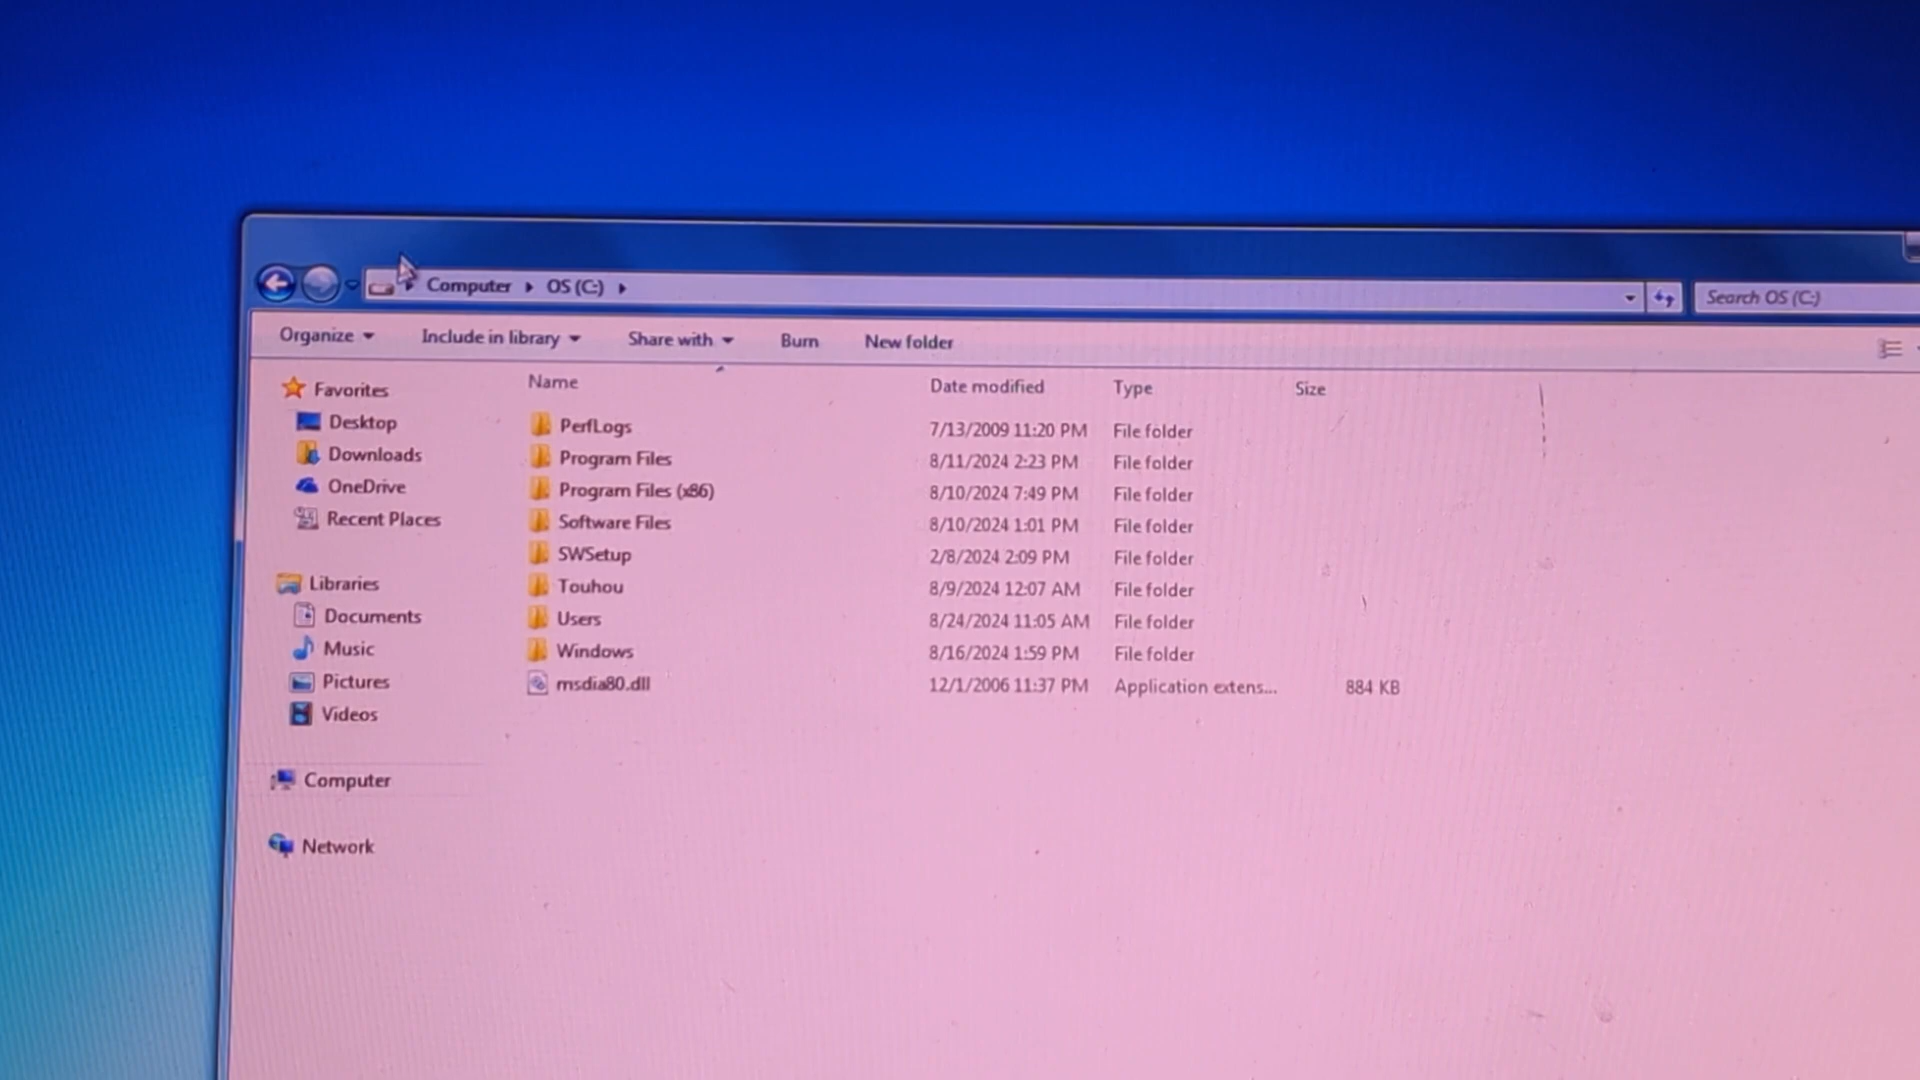 Computer OS (C:)
Search OS (C:)
Organize Include in library Share with Burn New folder
Name Date modified Type Size
Favorites
Desktop
Downloads
OneDrive
Recent Places
Libraries
Documents
Music
Pictures
Videos
Computer
Network
PerfLogs 7/13/2009 11:20 PM File folder
Program Files 8/11/2024 2:23 PM File folder
Program Files (x86) 8/10/2024 7:49 PM File folder
Software Files 8/10/2024 1:01 PM File folder
SWSetup 2/8/2024 2:09 PM File folder
Touhou 8/9/2024 12:07 AM File folder
Users 8/24/2024 11:05 AM File folder
Windows 8/16/2024 1:59 PM File folder
msdia80.dll 12/1/2006 11:37 PM Application extens... 884 KB